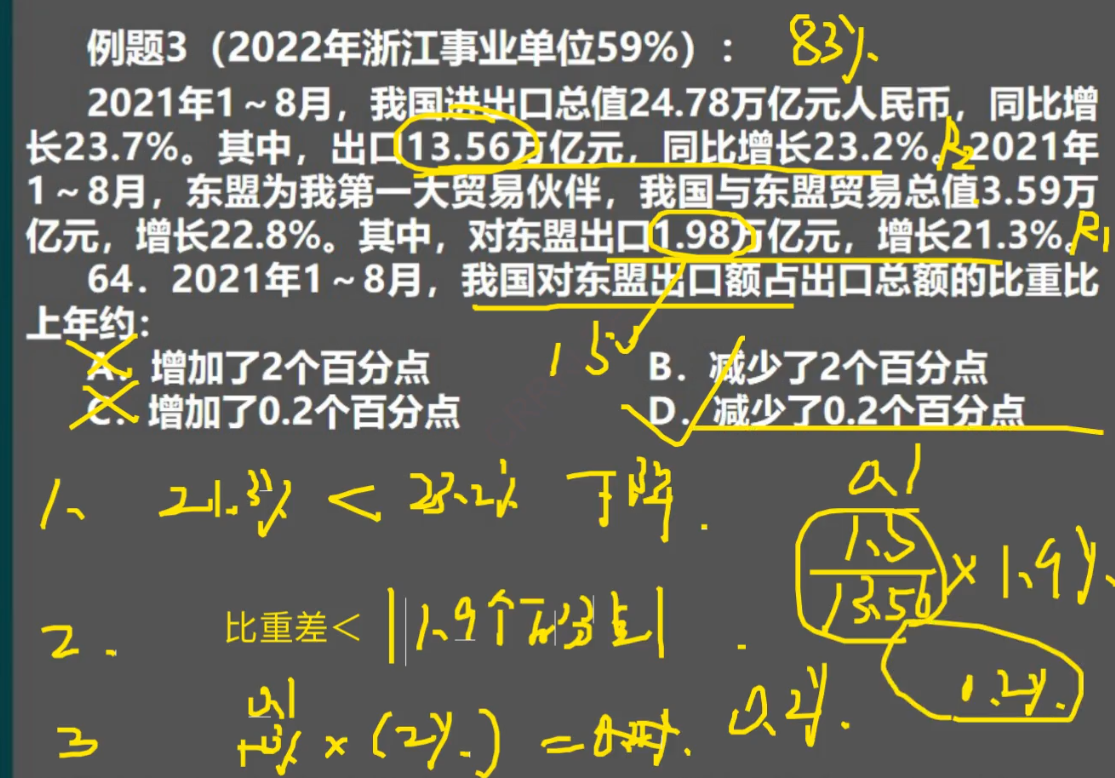 例题3（2022年浙江事业单位59%）： 83%.
2021年1～8月，我国进出口总值24.78万亿元人民币，同比增
长23.7%。其中，出口13.56万亿元，同比增长23.2%。R2 2021年
1～8月，东盟为我第一大贸易伙伴，我国与东盟贸易总值3.59万
亿元，增长22.8%。其中，对东盟出口1.98万亿元，增长21.3%。R1
64．2021年1～8月，我国对东盟出口额占出口总额的比重比
上年约：
1.5
A．增加了2个百分点
B．减少了2个百分点
C．增加了0.2个百分点
D．减少了0.2个百分点
1、 21.3% < 23.2% 下降.
0.1
1.5
13.56 × 1.9%.
2. 比重差< |1.9个百分点|.
0.2%.
0.1
3 × (2%.) = 0.2%.